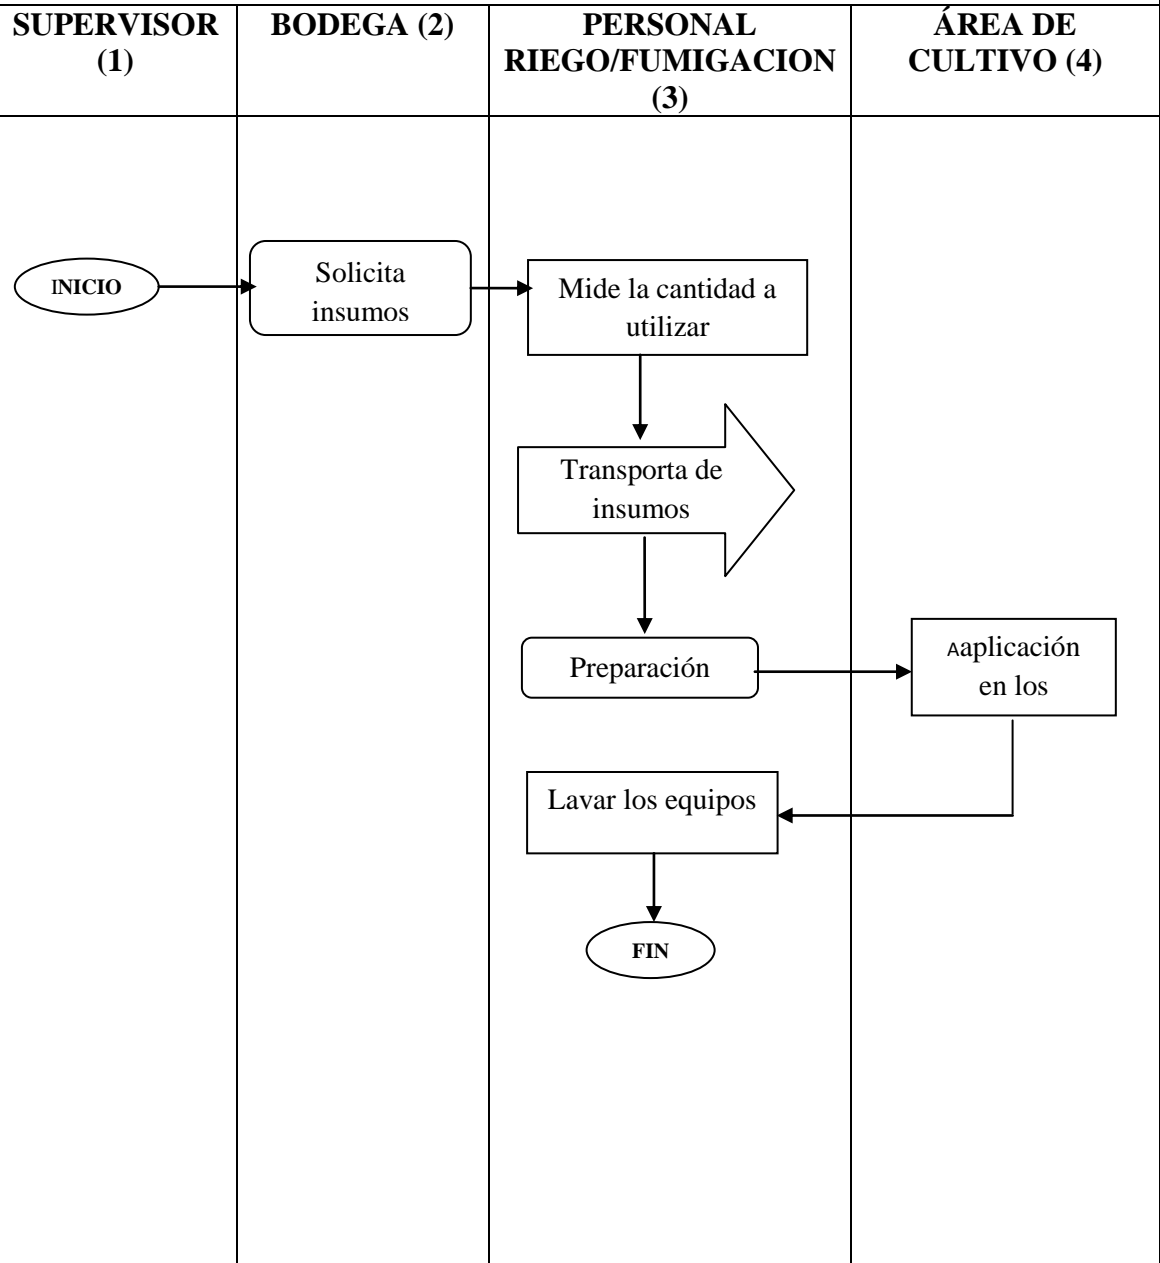 SUPERVISOR
(1)
BODEGA (2)
PERSONAL
RIEGO/FUMIGACION
(3)
ÁREA DE
CULTIVO (4)
INICIO
Solicita
insumos
Mide la cantidad a
utilizar
Transporta de
insumos
Preparación
Aaplicación
en los
Lavar los equipos
FIN